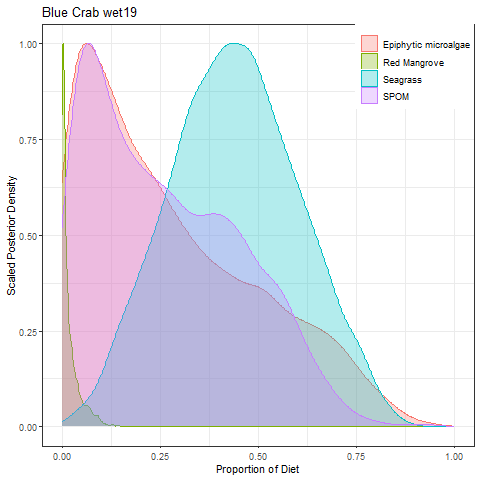 Blue Crab wet19
Epiphytic microalgae
Red Mangrove
Seagrass
SPOM
1.00
0.75
0.50
0.25
0.00
Scaled Posterior Density
0.00 0.25 0.50 0.75 1.00
Proportion of Diet